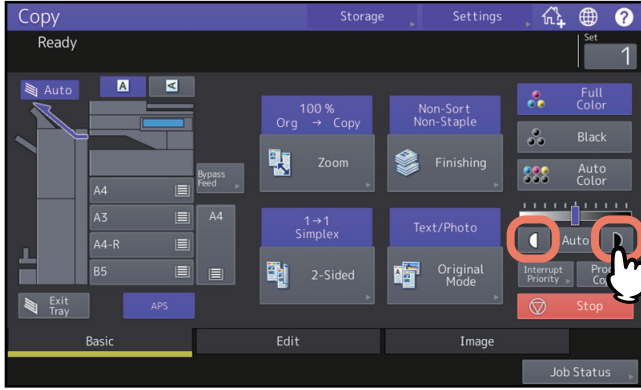 Copy
Storage
Settings
?
Ready
Set
1
Auto
A
A
100 %
Org → Copy
Zoom
Non-Sort
Non-Staple
Finishing
Full
Color
Black
Auto
Color
Bypass
Feed
A4
A3
A4-R
B5
A4
1→1
Simplex
2-Sided
Text/Photo
Original
Mode
Auto
Interrupt
Priority
Stop
Exit
Tray
APS
Basic
Edit
Image
Job Status